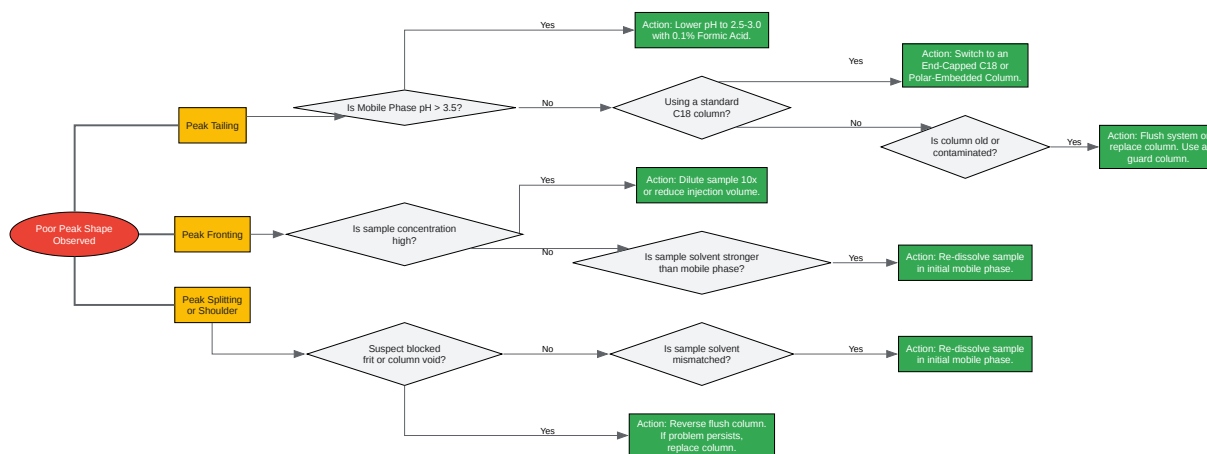 Yes
Action: Lower pH to 2.5-3.0
with 0.1% Formic Acid.
Action: Switch to an
End-Capped C18 or
Polar-Embedded Column.
Yes
Is Mobile Phase pH > 3.5?
No
Using a standard
C18 column?
Peak Tailing
No
Is column old or
contaminated?
Yes
Action: Flush system o
replace column. Use a
guard column.
Yes
Action: Dilute sample 10x
or reduce injection volume.
Poor Peak Shape
Observed
Peak Fronting
Is sample concentration
high?
No
Is sample solvent stronger
than mobile phase?
Yes
Action: Re-dissolve sample
in initial mobile phase.
Peak Splitting
or Shoulder
Suspect blocked
frit or column void?
No
Is sample solvent
mismatched?
Yes
Action: Re-dissolve sample
in initial mobile phase.
Yes
Action: Reverse flush column.
If problem persists,
replace column.